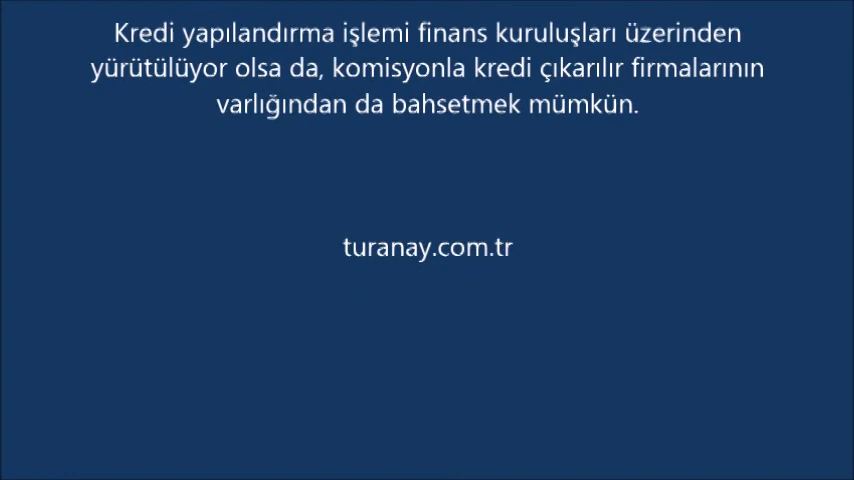 Kredi yapılandırma işlemi finans kuruluşları üzerinden
yürütülüyor olsa da, komisyonla kredi çıkarılır firmalarının
varlığından da bahsetmek mümkün.
turanay.com.tr